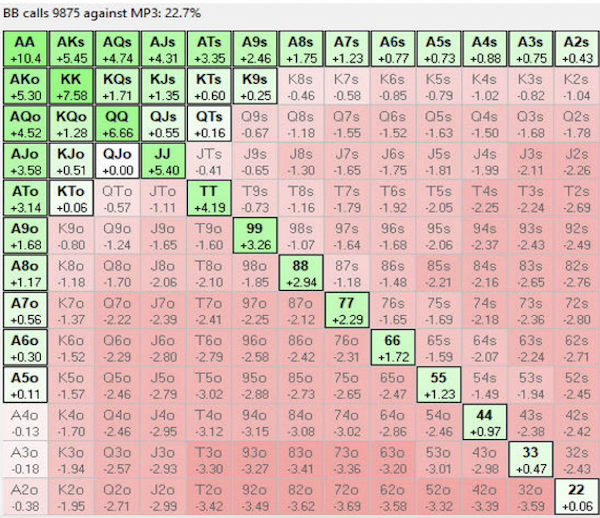 BB calls 9875 against MP3: 22.7%
AA AKs AQs AJs ATs A9s A8s A7s A6s A5s A4s A3s A2s
+10.4 +5.45 +4.74 +4.31 +3.35 +2.46 +1.75 +1.23 +0.77 +0.73 +0.88 +0.75 +0.43
AKo KK KQs KJs KTs K9s K8s K7s K6s K5s K4s K3s K2s
+5.30 +7.58 +1.71 +1.35 +0.60 +0.25 -0.46 -0.58 -0.85 -0.79 -1.02 -0.82 -1.04
AQo KQo QQ QJs QTs Q9s Q8s Q7s Q6s Q5s Q4s Q3s Q2s
+4.52 +1.28 +6.66 +0.55 +0.16 -0.67 -1.18 -1.55 -1.52 -1.63 -1.50 -1.68 -1.78
AJo KJo QJo JJ JTs J9s J8s J7s J6s J5s J4s J3s J2s
+3.58 +0.51 +0.00 +5.40 -0.41 -0.65 -1.30 -1.65 -1.75 -1.81 -1.99 -2.11 -2.26
ATo KTo QTo JTo TT T9s T8s T7s T6s T5s T4s T3s T2s
+3.14 +0.06 -0.57 -1.11 +4.19 -0.73 -1.16 -1.79 -1.92 -2.05 -2.25 -2.24 -2.69
A9o K9o Q9o J9o T9o 99 98s 97s 96s 95s 94s 93s 92s
+1.68 -0.80 -1.24 -1.65 -1.60 +3.26 -1.07 -1.64 -1.68 -2.06 -2.37 -2.43 -2.49
A8o K8o Q8o J8o T8o 98o 88 87s 86s 85s 84s 83s 82s
+1.17 -1.18 -1.70 -2.06 -2.10 -1.85 +2.94 -1.18 -1.48 -2.21 -2.16 -2.65 -2.76
A7o K7o Q7o J7o T7o 97o 87o 77 76s 75s 74s 73s 72s
+0.56 -1.37 -2.22 -2.39 -2.41 -2.25 -2.12 +2.29 -1.65 -1.69 -2.18 -2.36 -2.80
A6o K6o Q6o J6o T6o 96o 86o 76o 66 65s 64s 63s 62s
+0.30 -1.52 -2.29 -2.80 -2.79 -2.58 -2.42 -2.31 +1.72 -1.59 -2.07 -2.24 -2.71
A5o K5o Q5o J5o T5o 95o 85o 75o 65o 55 54s 53s 52s
+0.11 -1.57 -2.46 -2.79 -3.02 -2.88 -2.73 -2.65 -2.47 +1.23 -1.49 -1.94 -2.45
A4o K4o Q4o J4o T4o 94o 84o 74o 64o 54o 44 43s 42s
-0.13 -1.70 -2.46 -2.95 -3.12 -3.15 -3.08 -3.02 -2.86 -2.46 +0.97 -2.38 -2.42
A3o K3o Q3o J3o T3o 93o 83o 73o 63o 53o 43o 33 32s
-0.18 -1.94 -2.57 -2.93 -3.30 -3.27 -3.41 -3.36 -3.20 -3.01 -2.98 +0.47 -2.43
A2o K2o Q2o J2o T2o 92o 82o 72o 62o 52o 42o 32o 22
-0.38 -1.95 -2.71 -2.99 -3.42 -3.49 -3.62 -3.69 -3.58 -3.32 -3.39 -3.59 +0.06